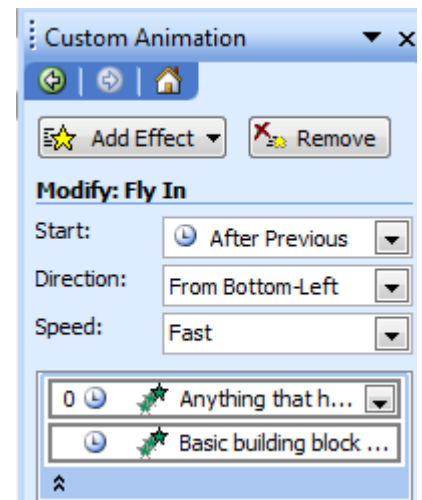 Custom Animation
Add Effect Remove
Modify: Fly In
Start: After Previous
Direction: From Bottom-Left
Speed: Fast
0 Anything that h...
Basic building block ...